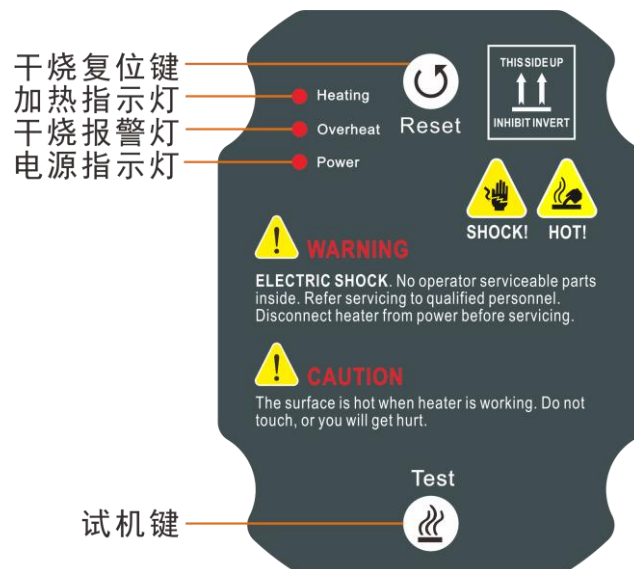 干烧复位键
加热指示灯
干烧报警灯
电源指示灯
Heating
Overheat
Power
Reset
THIS SIDE UP
INHIBIT INVERT
SHOCK!
HOT!
WARNING
ELECTRIC SHOCK. No operator serviceable parts
inside. Refer servicing to qualified personnel.
Disconnect heater from power before servicing.
CAUTION
The surface is hot when heater is working. Do not
touch, or you will get hurt.
Test
试机键